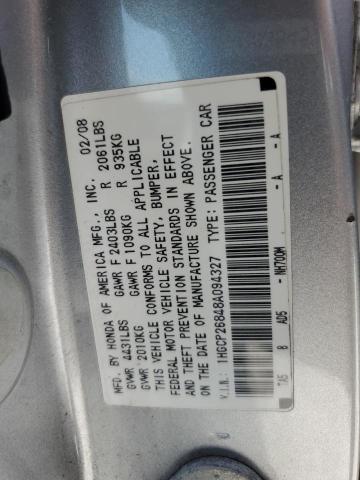 MFD. BY HONDA OF AMERICA MFG., INC. 02/08
GVWR 4431LBS GAWR F 2403LBS R 2061LBS
GVWR 2010KG GAWR F 1090KG R 935KG
THIS VEHICLE CONFORMS TO ALL APPLICABLE
FEDERAL MOTOR VEHICLE SAFETY, BUMPER,
AND THEFT PREVENTION STANDARDS IN EFFECT
ON THE DATE OF MANUFACTURE SHOWN ABOVE.
V.I.N.: 1HGCP26848A094327 TYPE: PASSENGER CAR
TA5 B AD5 - NH700M - A - A